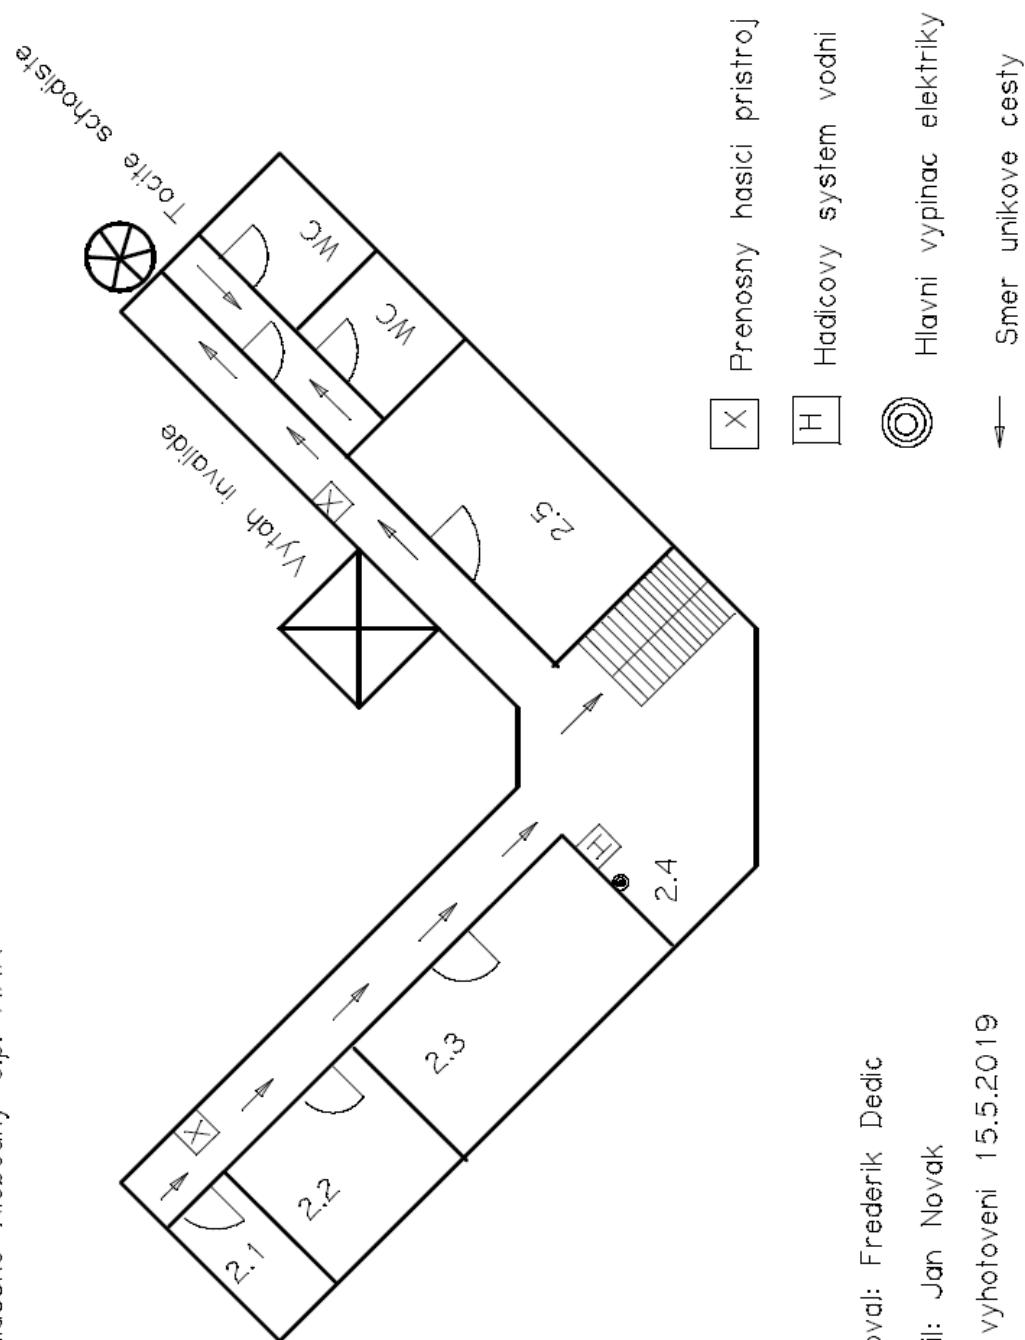 Tocite schodiste
WC
WC
Vytah invalide
X
2.5
H
2.4
2.3
X
2.2
2.1
X Prenosny hasici pristroj
H Hadicovy system vodni
Hlavni vypinac elektriky
Smer unikove cesty
Frederik Dedic
Jan Novak
vyhotoveni 15.5.2019